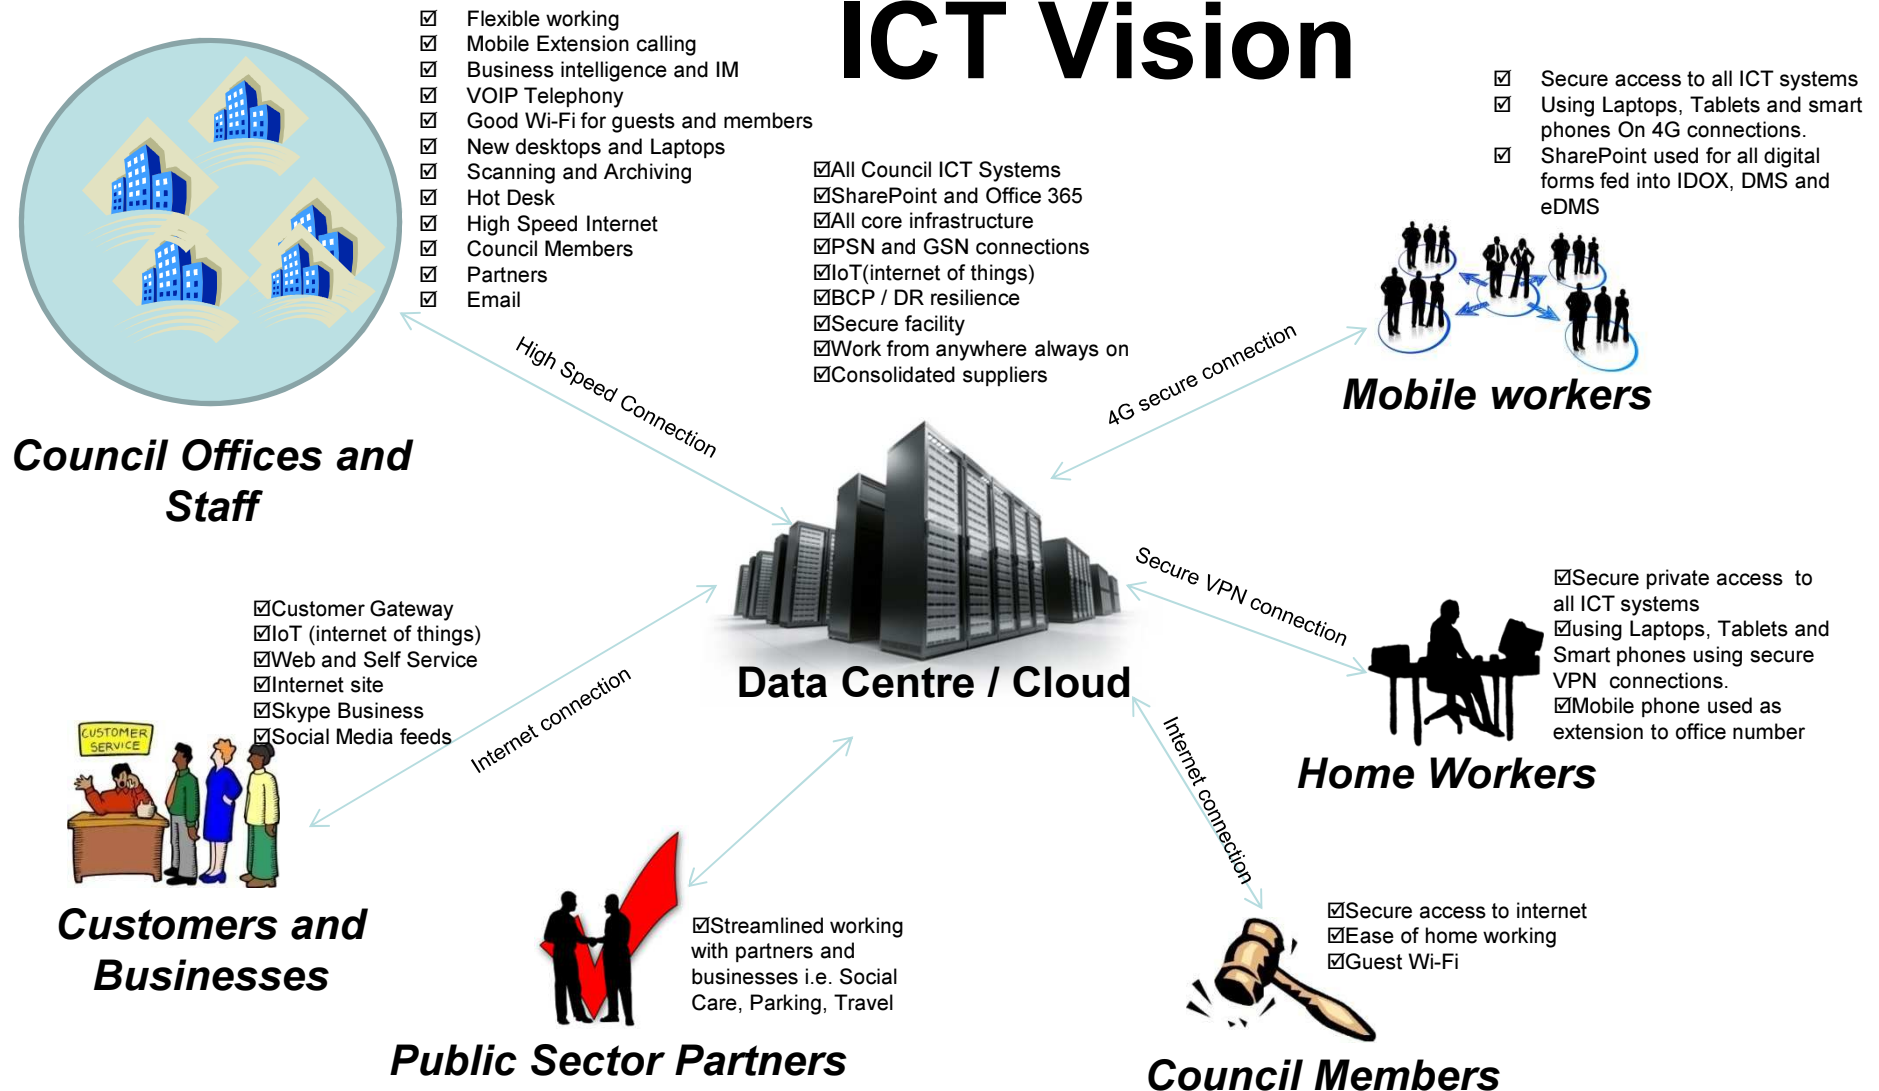 ICT Vision
☑ Flexible working
☑ Mobile Extension calling
☑ Business intelligence and IM
☑ VOIP Telephony
☑ Good Wi-Fi for guests and members
☑ New desktops and Laptops
☑ Scanning and Archiving
☑ Hot Desk
☑ High Speed Internet
☑ Council Members
☑ Partners
☑ Email
Council Offices and
Staff
High Speed Connection
☑All Council ICT Systems
☑SharePoint and Office 365
☑All core infrastructure
☑PSN and GSN connections
☑IoT(internet of things)
☑BCP / DR resilience
☑Secure facility
☑Work from anywhere always on
☑Consolidated suppliers
Data Centre / Cloud
4G secure connection
☑ Secure access to all ICT systems
☑ Using Laptops, Tablets and smart
phones On 4G connections.
☑ SharePoint used for all digital
forms fed into IDOX, DMS and
eDMS
Mobile workers
Secure VPN connection
☑Secure private access to
all ICT systems
☑using Laptops, Tablets and
Smart phones using secure
VPN connections.
☑Mobile phone used as
extension to office number
Home Workers
☑Customer Gateway
☑IoT (internet of things)
☑Web and Self Service
☑Internet site
☑Skype Business
☑Social Media feeds
Internet connection
CUSTOMER
SERVICE
Customers and
Businesses
☑Streamlined working
with partners and
businesses i.e. Social
Care, Parking, Travel
Public Sector Partners
Internet connection
☑Secure access to internet
☑Ease of home working
☑Guest Wi-Fi
Council Members